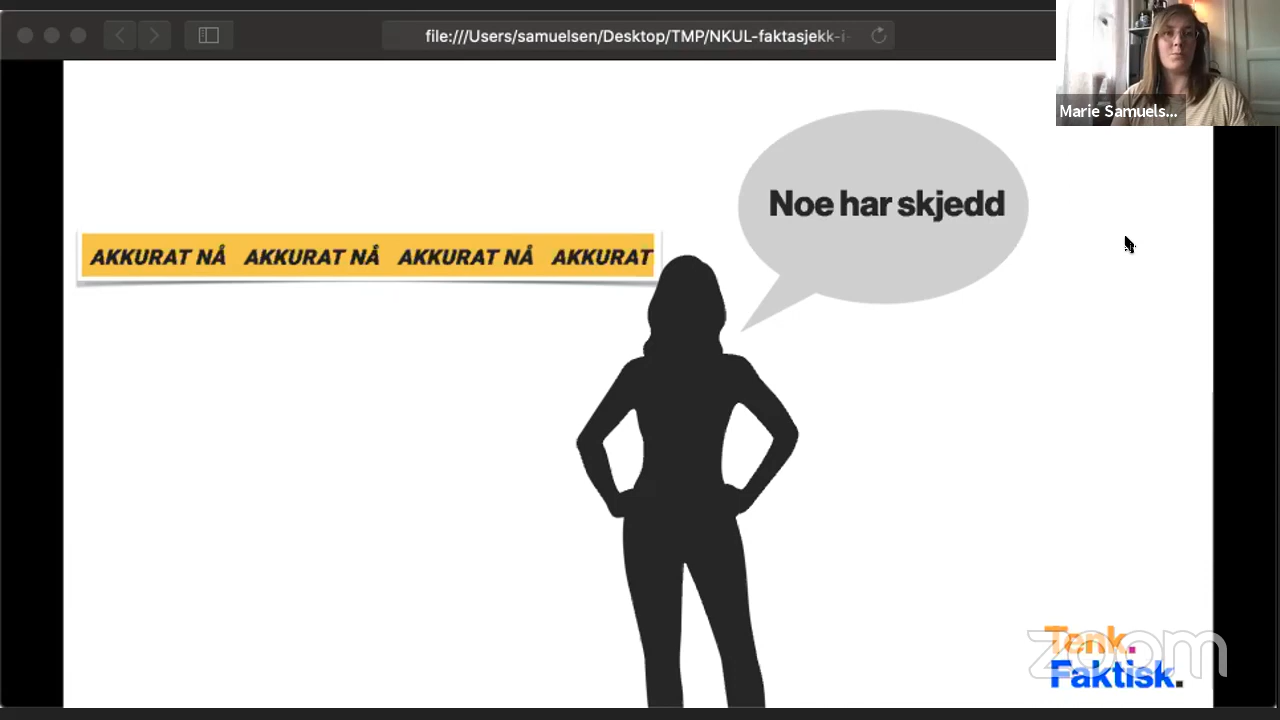 file:///Users/samuelsen/Desktop/TMP/NKUL-faktasjekk-i-
Marie Samuels...
Noe har skjedd
AKKURAT NÅ AKKURAT NÅ AKKURAT NÅ AKKURAT
Tenk.
zoom
Faktisk.